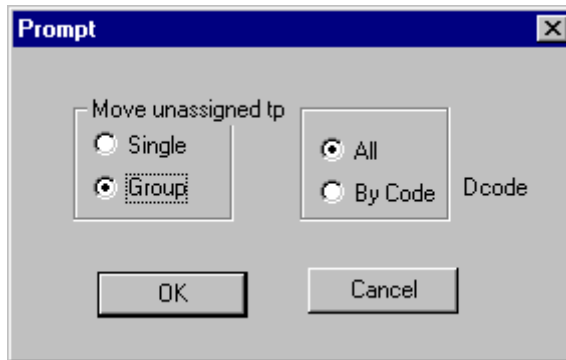 Prompt
Move unassigned tp
Single
Group
All
By Code
Dcode
OK
Cancel